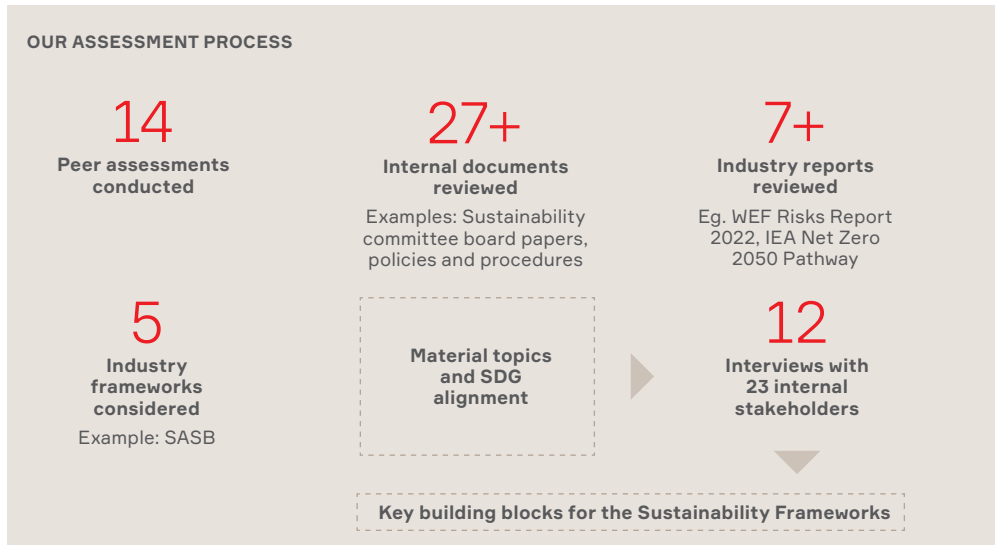 OUR ASSESSMENT PROCESS
14
Peer assessments
conducted
27+
Internal documents
reviewed
Examples: Sustainability
committee board papers,
policies and procedures
7+
Industry reports
reviewed
Eg. WEF Risks Report
2022, IEA Net Zero
2050 Pathway
5
Industry
frameworks
considered
Example: SASB
Material topics
and SDG
alignment
12
Interviews with
23 internal
stakeholders
Key building blocks for the Sustainability Frameworks